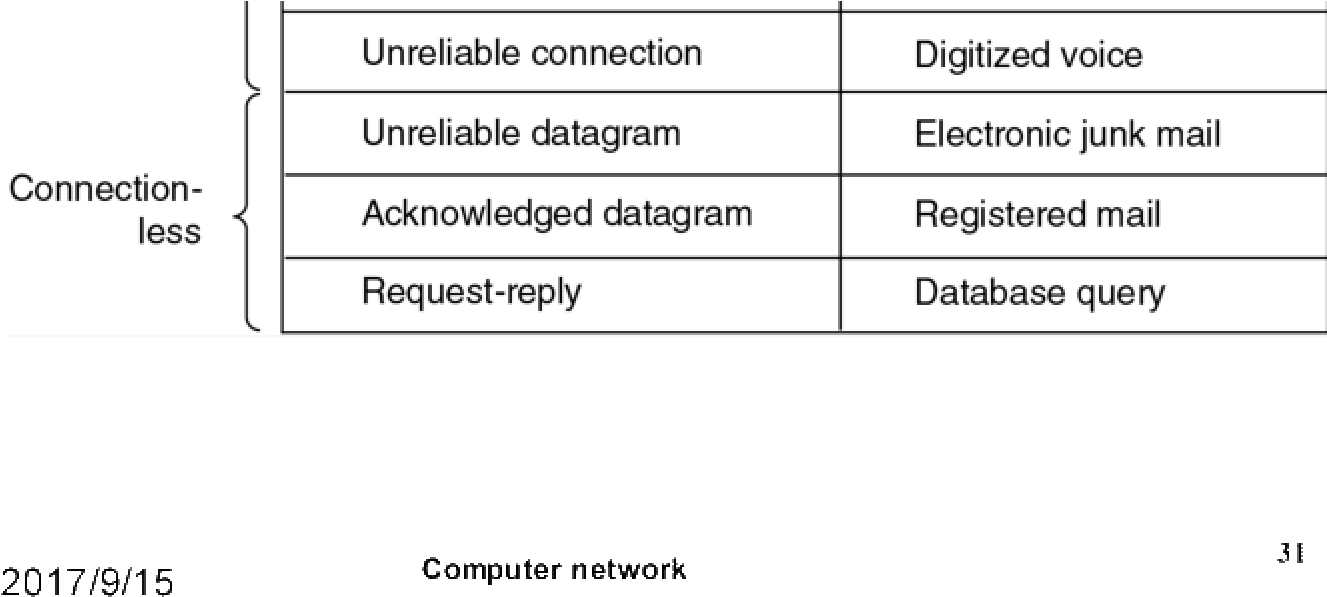 Unreliable connection Digitized voice
Unreliable datagram Electronic junk mail
Connection-
less
Acknowledged datagram Registered mail
Request-reply Database query
2017/9/15 Computer network 31